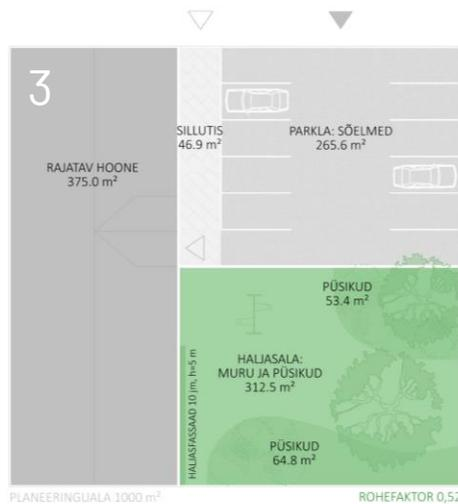 3
SILLUTIS
46.9 m²
PARKLA: SÕELMED
265.6 m²
RAJATAV HOONE
375.0 m²
PÜSIKUD
53.4 m²
HALJASALA:
MURU JA PÜSIKUD
312.5 m²
HALJASFASSAAD 10 jm, h=5 m
PÜSIKUD
64.8 m²
PLANEERINGUALA 1000 m²
ROHEFAKTOR